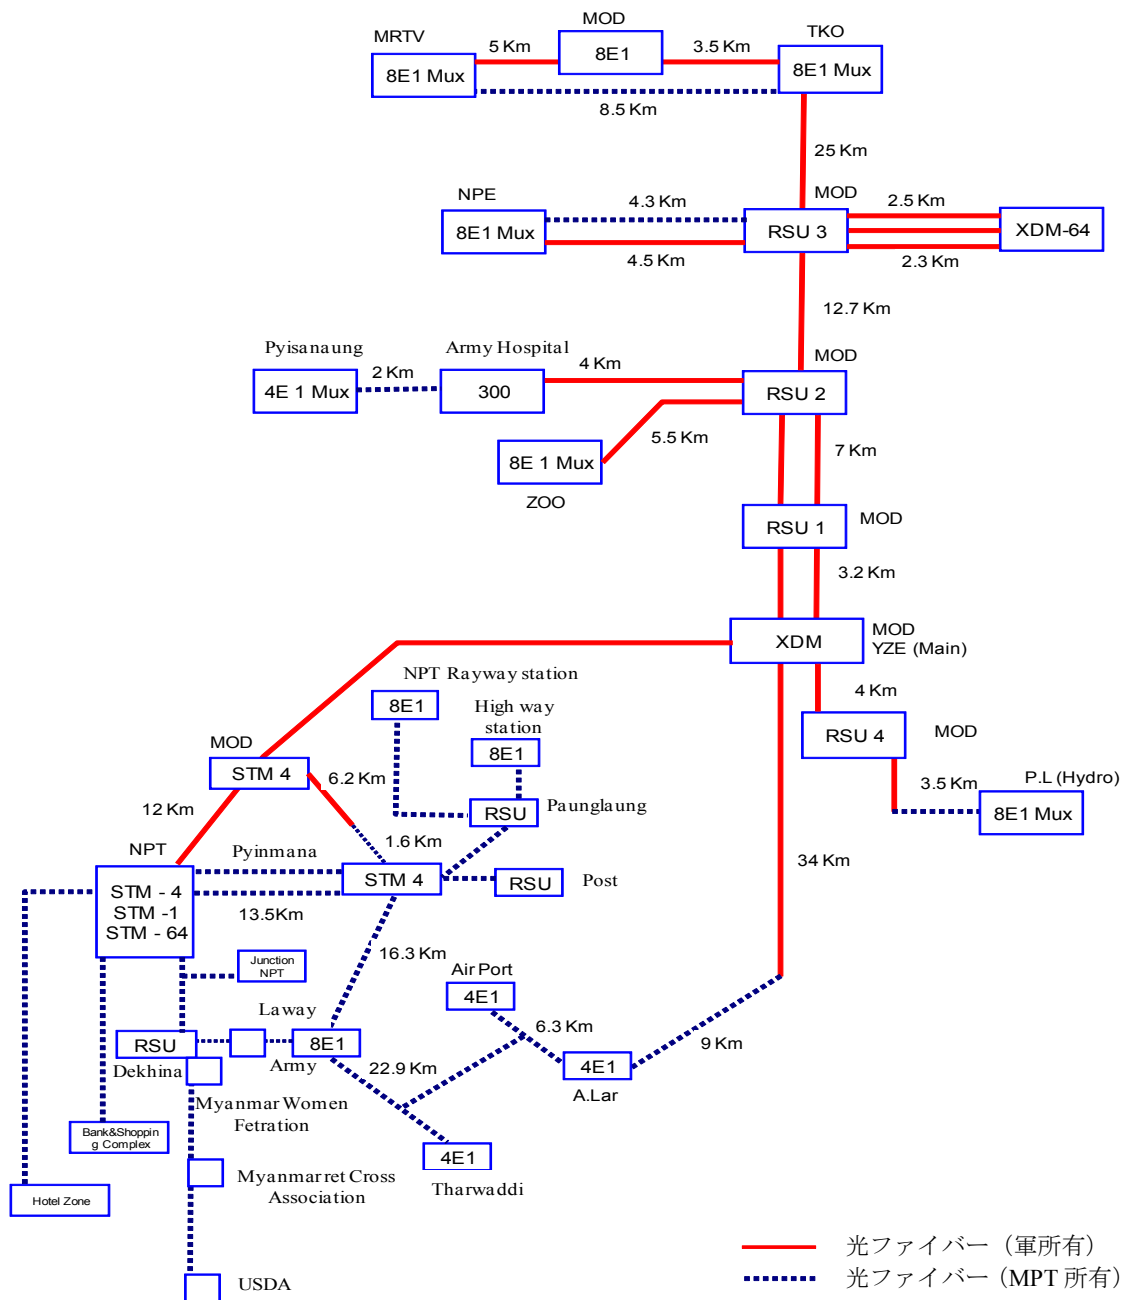 MOD
MRTV
TKO
5 Km
3.5 Km
8E1
8E1 Mux
8E1 Mux
8.5 Km
25 Km
MOD
NPE
4.3 Km
2.5 Km
8E1 Mux
RSU 3
XDM-64
4.5 Km
2.3 Km
12.7 Km
Pyisanaung
Army Hospital
MOD
4 Km
2 Km
4E 1 Mux
300
RSU 2
5.5 Km
7 Km
8E 1 Mux
ZOO
RSU 1
MOD
3.2 Km
XDM
MOD
YZE (Main)
NPT Rayway station
4 Km
8E1
High way
station
RSU 4
MOD
MOD
8E1
STM 4
6.2 Km
3.5 Km
P.L (Hydro)
12 Km
RSU
Paunglaung
8E1 Mux
1.6 Km
NPT
Pyinmana
34 Km
STM - 4
STM -1
STM - 64
STM 4
RSU
Post
13.5Km
16.3 Km
Junction
NPT
Air Port
4E1
Laway
6.3 Km
RSU
8E1
9 Km
Dekhina
Army
22.9 Km
4E1
A.Lar
Myanmar Women
Fetration
Bank&Shoppin
g Complex
4E1
Tharwaddi
Myanmarret Cross
Association
Hotel Zone
USDA
光ファイバー（軍所有）
光ファイバー（MPT 所有）